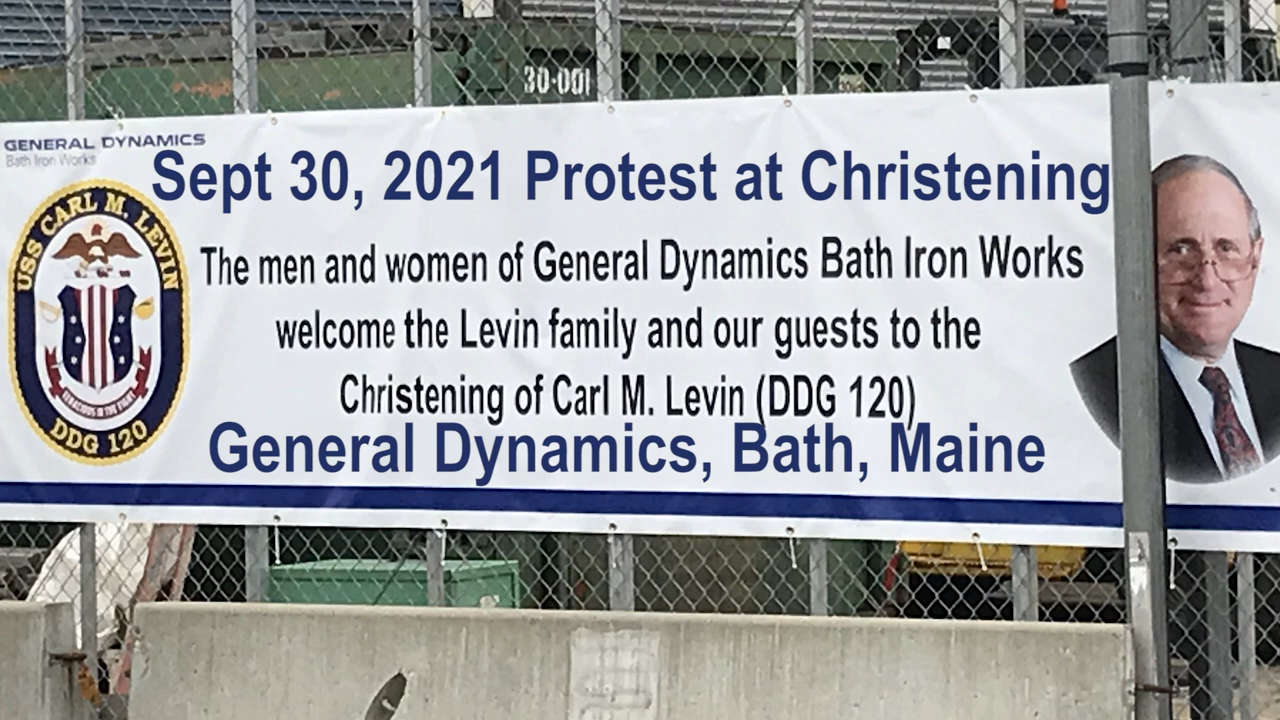 30-001
GENERAL DYNAMICS
Bath Iron Works
Sept 30, 2021 Protest at Christening
USS CARL M. LEVIN
The men and women of General Dynamics Bath Iron Works
welcome the Levin family and our guests to the
Christening of Carl M. Levin (DDG 120)
TENACIOUS IN THE FIGHT
DDG 120
General Dynamics, Bath, Maine